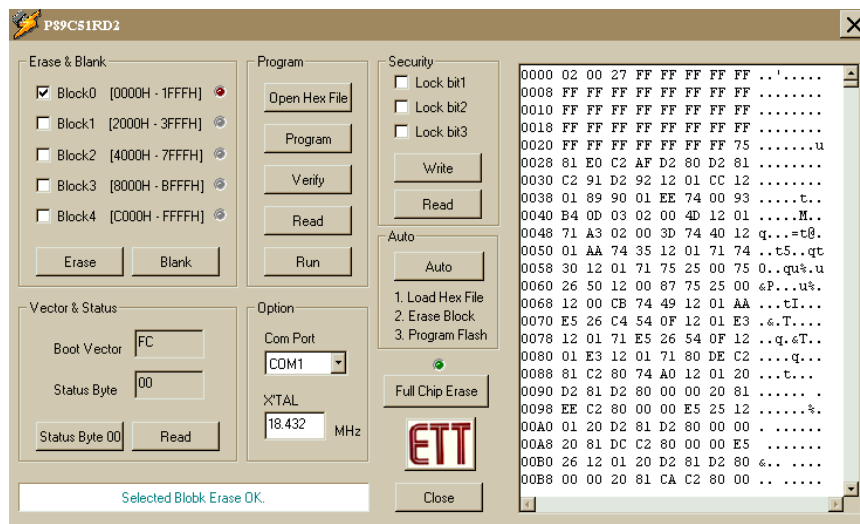 P89C51RD2
Erase & Blank
Block0 [0000H - 1FFFH]
Block1 [2000H - 3FFFH]
Block2 [4000H - 7FFFH]
Block3 [8000H - BFFFH]
Block4 [C000H - FFFFH]
Erase Blank
Vector & Status
Boot Vector FC
Status Byte 00
Status Byte 00 Read
Selected Blobk Erase OK.
Program
Open Hex File
Program
Verify
Read
Run
Option
Com Port
COM1
X'TAL
18.432 MHz
Security
Lock bit1
Lock bit2
Lock bit3
Write
Read
Auto
Auto
1. Load Hex File
2. Erase Block
3. Program Flash
Full Chip Erase
ETT
Close
0000 02 00 27 FF FF FF FF FF ..'.....
0008 FF FF FF FF FF FF FF FF ........
0010 FF FF FF FF FF FF FF FF ........
0018 FF FF FF FF FF FF FF FF ........
0020 FF FF FF FF FF FF FF 75 .......u
0028 81 E0 C2 AF D2 80 D2 81 ........
0030 C2 91 D2 92 12 01 CC 12 ........
0038 01 89 90 01 EE 74 00 93 .....t..
0040 B4 0D 03 02 00 4D 12 01 .....M..
0048 71 A3 02 00 3D 74 40 12 q...=t@.
0050 01 AA 74 35 12 01 71 74 ..t5..qt
0058 30 12 01 71 75 25 00 75 0..qu%.u
0060 26 50 12 00 87 75 25 00 &P...u%.
0068 12 00 CB 74 49 12 01 AA ...tI...
0070 E5 26 C4 54 0F 12 01 E3 .&.T....
0078 12 01 71 E5 26 54 0F 12 ..q.&T..
0080 01 E3 12 01 71 80 DE C2 ....q...
0088 81 C2 80 74 A0 12 01 20 ...t... 
0090 D2 81 D2 80 00 00 20 81 ...... .
0098 EE C2 80 00 00 E5 25 12 ......%.
00A0 01 20 D2 81 D2 80 00 00 . ......
00A8 20 81 DC C2 80 00 00 E5  .......
00B0 26 12 01 20 D2 81 D2 80 &.. ....
00B8 00 00 20 81 CA C2 80 00 .. .....